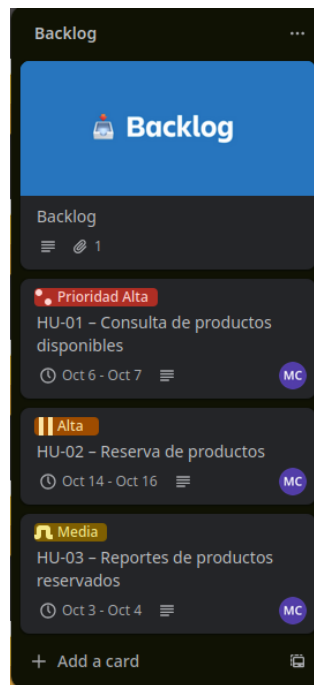 Backlog
Backlog
Backlog
1
Prioridad Alta
HU-01 – Consulta de productos
disponibles
Oct 6 - Oct 7
MC
Alta
HU-02 – Reserva de productos
Oct 14 - Oct 16
MC
Media
HU-03 – Reportes de productos
reservados
Oct 3 - Oct 4
MC
+ Add a card